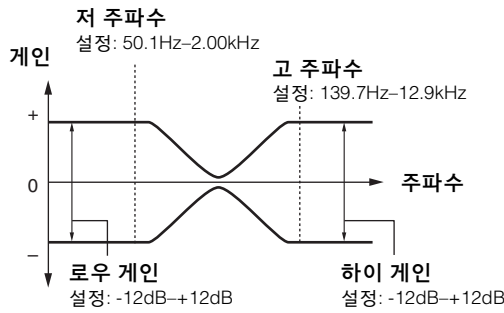 저 주파수
설정: 50.1Hz–2.00kHz
게인
고 주파수
설정: 139.7Hz–12.9kHz
+
0
주파수
–
로우 게인
설정: -12dB–+12dB
하이 게인
설정: -12dB–+12dB